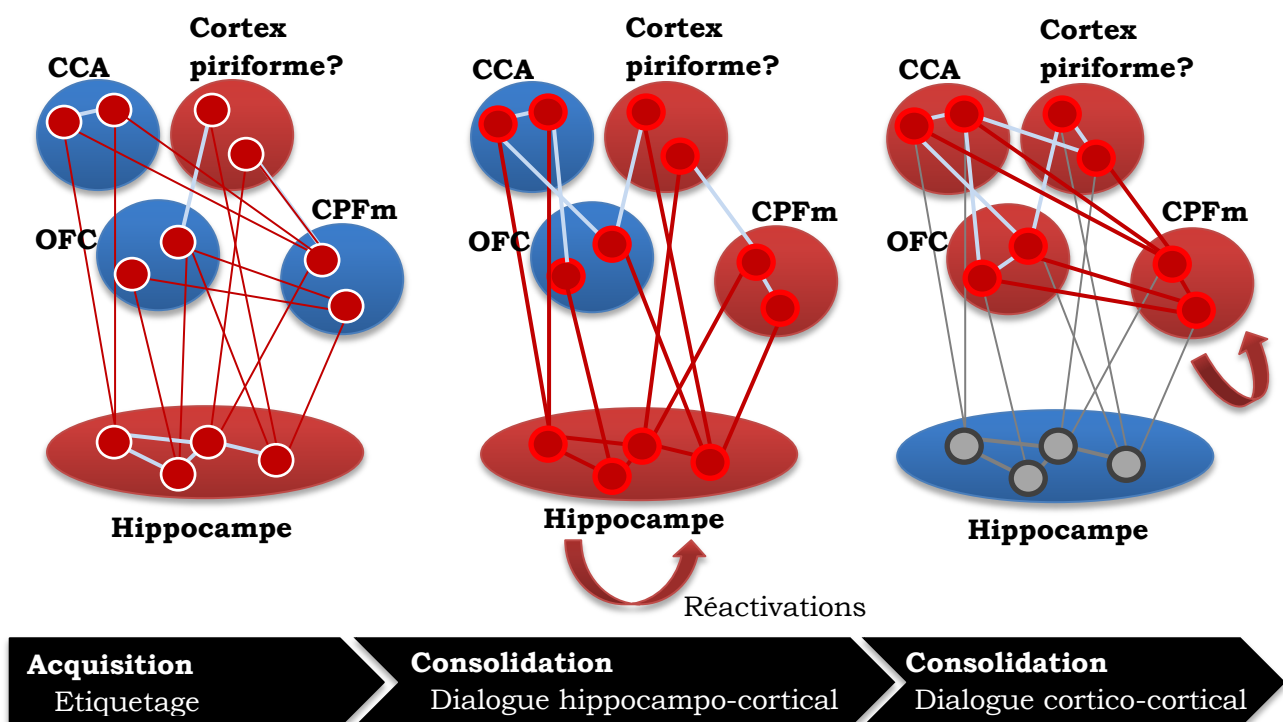 Cortex
piriforme?
CCA
OFC
CPFm
Hippocampe
Cortex
piriforme?
CCA
OFC
CPFm
Hippocampe
Réactivations
Cortex
piriforme?
CCA
OFC
CPFm
Hippocampe
Acquisition
Etiquetage
Consolidation
Dialogue hippocampo-cortical
Consolidation
Dialogue cortico-cortical